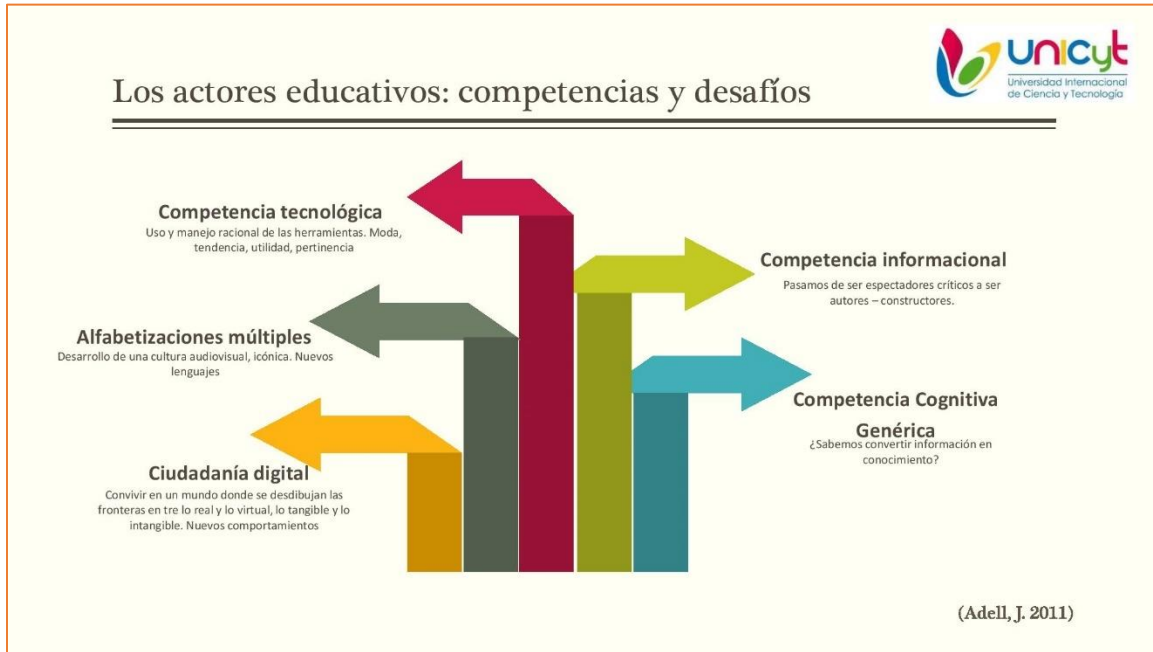 unicyt
Universidad Internacional
de Ciencia y Tecnología
Los actores educativos: competencias y desafíos
Competencia tecnológica
Uso y manejo racional de las herramientas. Moda,
tendencia, utilidad, pertinencia
Alfabetizaciones múltiples
Desarrollo de una cultura audiovisual, icónica. Nuevos
lenguajes
Ciudadanía digital
Convivir en un mundo donde se desdibujan las
fronteras en tre lo real y lo virtual, lo tangible y lo
intangible. Nuevos comportamientos
Competencia informacional
Pasamos de ser espectadores críticos a ser
autores – constructores.
Competencia Cognitiva
Genérica
¿Sabemos convertir información en
conocimiento?
(Adell, J. 2011)